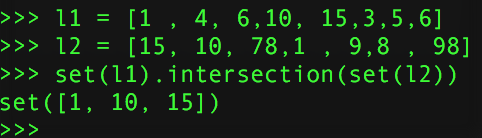 >>> l1 = [1 , 4, 6,10, 15,3,5,6]
>>> l2 = [15, 10, 78,1 , 9,8 , 98]
>>> set(l1).intersection(set(l2))
set([1, 10, 15])
>>>